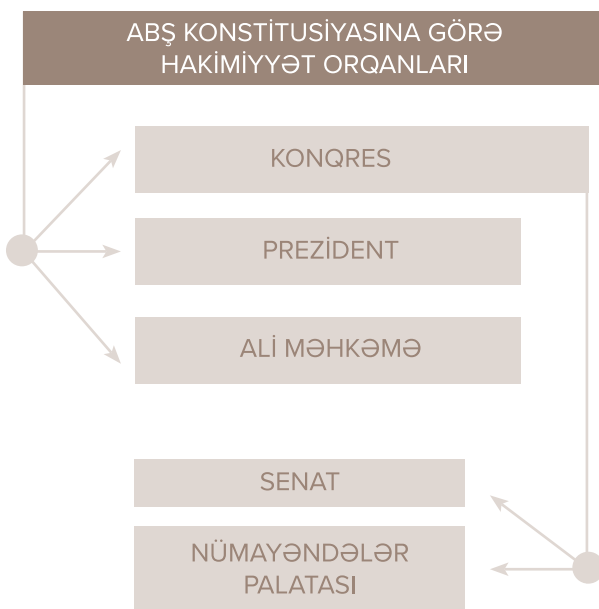 ABŞ KONSTİTUSİYASINA GÖRƏ
HAKİMİYYƏT ORQANLARI
KONQRES
PREZİDENT
ALİ MƏHKƏMƏ
SENAT
NÜMAYƏNDƏLƏR
PALATASI